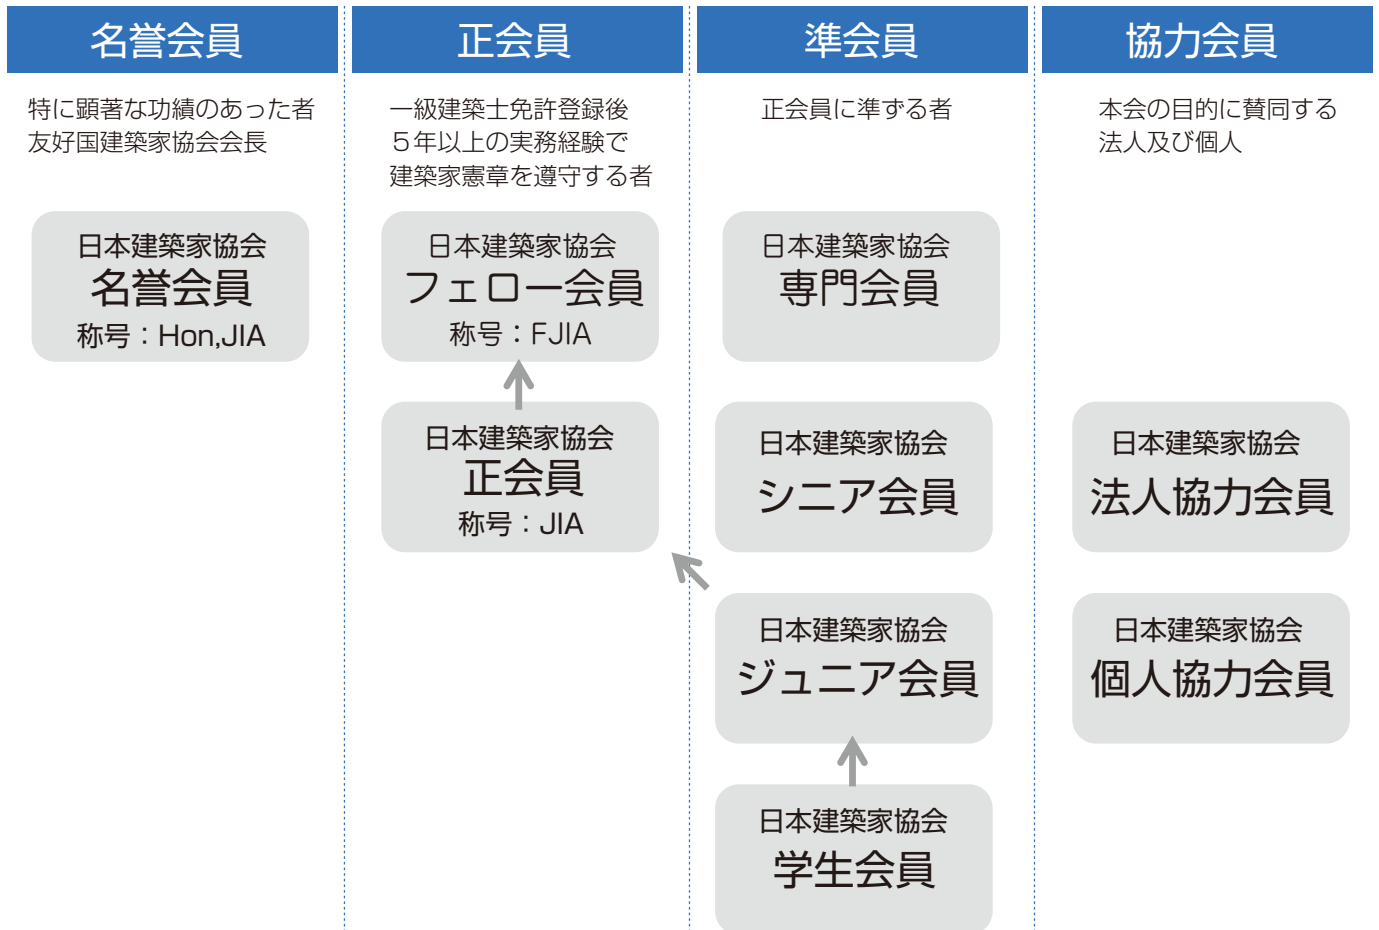 名誉会員
特に顕著な功績のあった者
友好国建築家協会会長
日本建築家協会
名誉会員
称号：Hon,JIA
正会員
一級建築士免許登録後
５年以上の実務経験で
建築家憲章を遵守する者
日本建築家協会
フェロー会員
称号：FJIA
日本建築家協会
正会員
称号：JIA
準会員
正会員に準ずる者
日本建築家協会
専門会員
日本建築家協会
シニア会員
日本建築家協会
ジュニア会員
日本建築家協会
学生会員
協力会員
本会の目的に賛同する
法人及び個人
日本建築家協会
法人協力会員
日本建築家協会
個人協力会員